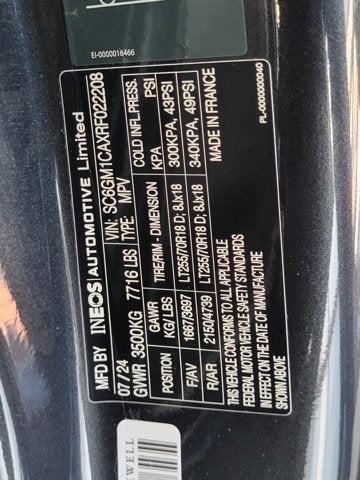 EI-0000016466
MFD BY INEOS AUTOMOTIVE Limited
07 / 24 VIN: SC6GM1CAXRF022208
GVWR 3500KG 7716 LBS TYPE: MPV
GAWR TIRE/RIM - DIMENSION COLD INFL.PRESS.
POSITION KG/LBS KPA PSI
F/AV 1667/3697 LT255/70R18 D; 8Jx18 300KPA, 43PSI
R/AR 2150/4739 LT255/70R18 D; 8Jx18 340KPA, 49PSI
THIS VEHICLE CONFORMS TO ALL APPLICABLE MADE IN FRANCE
FEDERAL MOTOR VEHICLE SAFETY STANDARDS
IN EFFECT ON THE DATE OF MANUFACTURE
SHOWN ABOVE.
PL-0000000040
EWELL